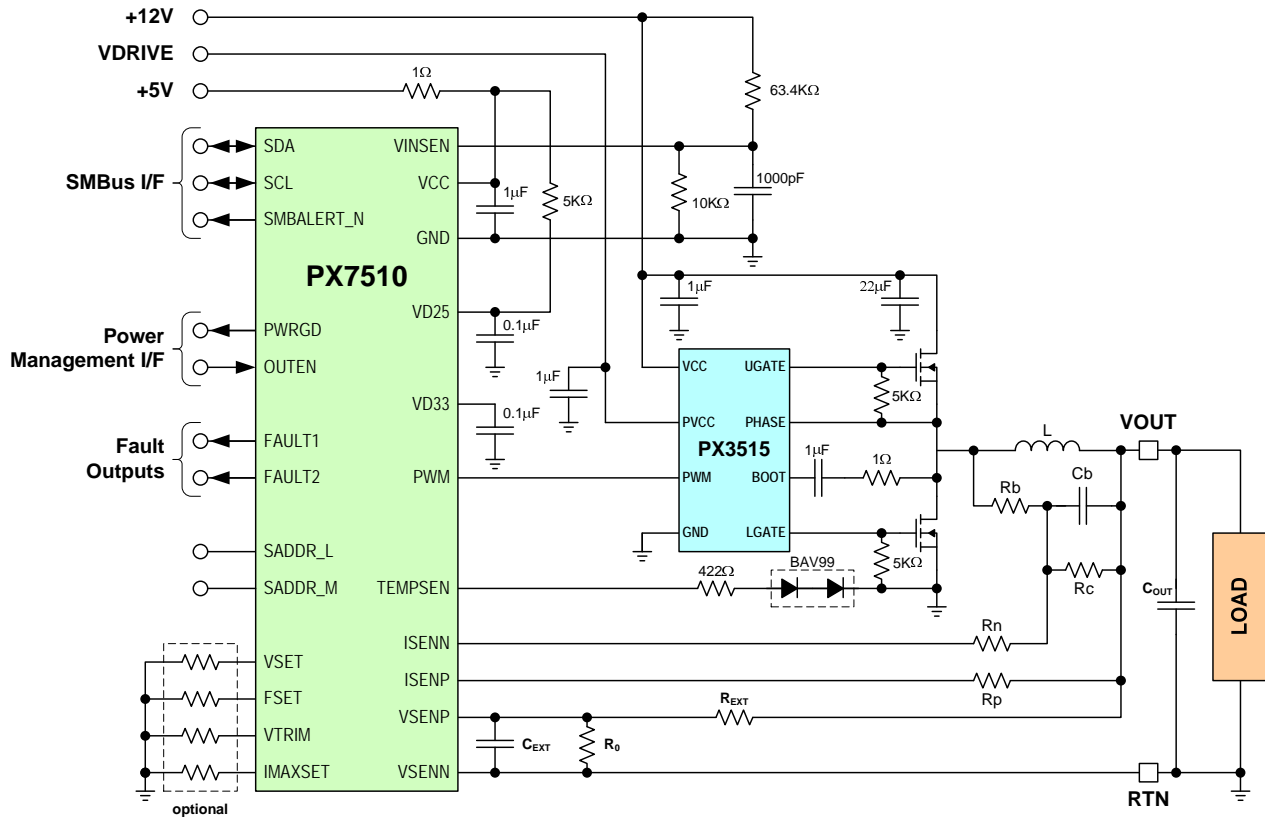 +12V
VDRIVE
+5V
1Ω
63.4KΩ
SMBus I/F
SDA
SCL
SMBALERT_N
VINSEN
VCC
GND
1μF
5KΩ
10KΩ
1000pF
PX7510
Power
Management I/F
PWRGD
OUTEN
VD25
0.1μF
VD33
0.1μF
1μF
1μF
22μF
Fault
Outputs
FAULT1
FAULT2
PWM
VCC
PVCC
PWM
GND
PX3515
UGATE
PHASE
BOOT
LGATE
5KΩ
1μF
1Ω
5KΩ
L
VOUT
Rb
Cb
Rc
COUT
LOAD
SADDR_L
SADDR_M
TEMPSEN
422Ω
BAV99
ISENN
Rn
ISENP
Rp
VSET
FSET
VTRIM
IMAXSET
optional
VSENP
REXT
CEXT
R0
VSENN
RTN